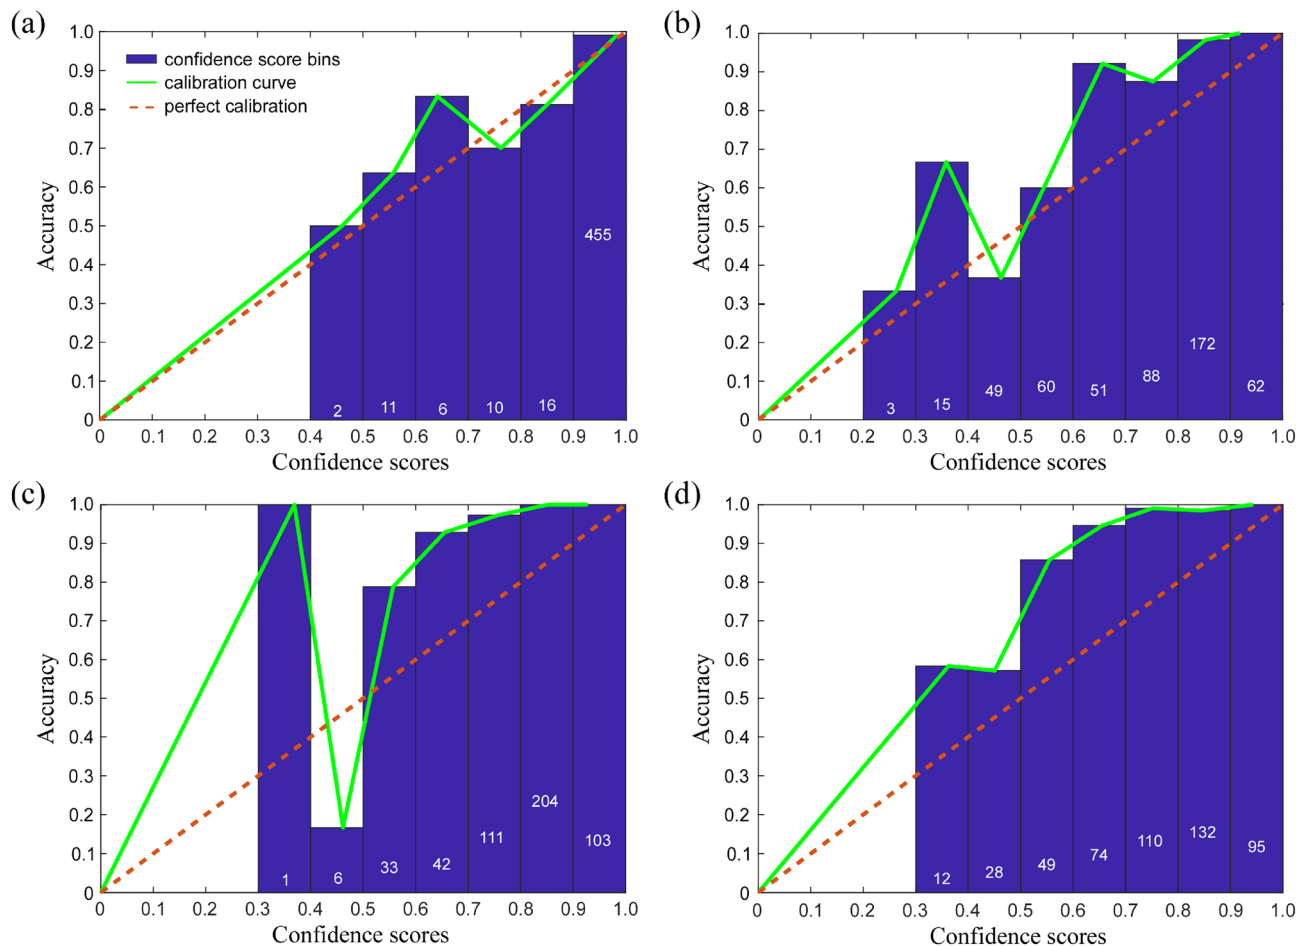 (a)
1.0
0.9
0.8
0.7
0.6
0.5
0.4
0.3
0.2
0.1
0
Accuracy
confidence score bins
calibration curve
perfect calibration
2 11 6 10 16 455
0 0.1 0.2 0.3 0.4 0.5 0.6 0.7 0.8 0.9 1.0
Confidence scores
(b)
1.0
0.9
0.8
0.7
0.6
0.5
0.4
0.3
0.2
0.1
0
Accuracy
3 15 49 60 51 88 172 62
0 0.1 0.2 0.3 0.4 0.5 0.6 0.7 0.8 0.9 1.0
Confidence scores
(c)
1.0
0.9
0.8
0.7
0.6
0.5
0.4
0.3
0.2
0.1
0
Accuracy
1 6 33 42 111 204 103
0 0.1 0.2 0.3 0.4 0.5 0.6 0.7 0.8 0.9 1.0
Confidence scores
(d)
1.0
0.9
0.8
0.7
0.6
0.5
0.4
0.3
0.2
0.1
0
Accuracy
12 28 49 74 110 132 95
0 0.1 0.2 0.3 0.4 0.5 0.6 0.7 0.8 0.9 1.0
Confidence scores